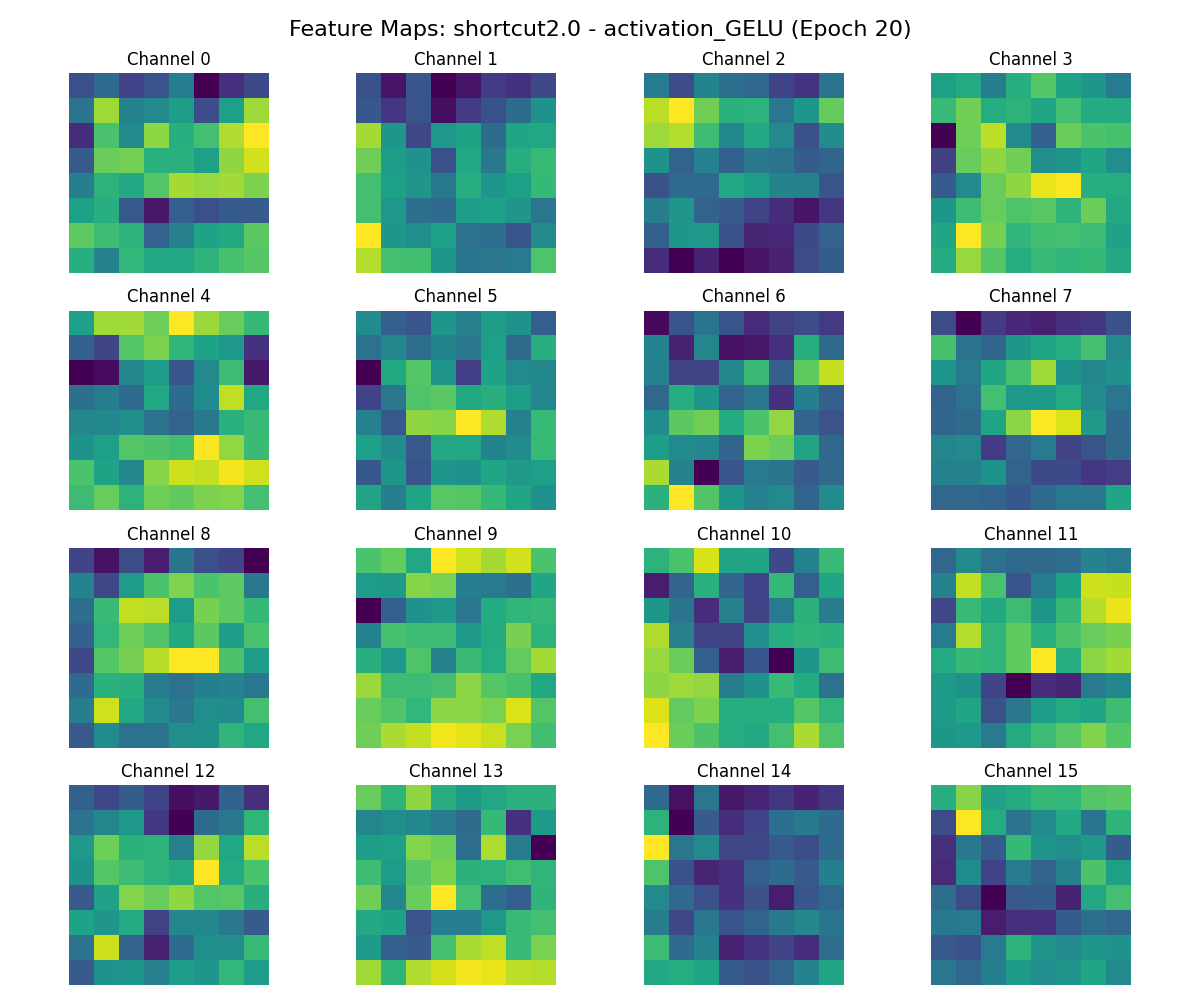 Feature Maps: shortcut2.0 - activation_GELU (Epoch 20)
Channel 0 Channel 1 Channel 2 Channel 3
Channel 4 Channel 5 Channel 6 Channel 7
Channel 8 Channel 9 Channel 10 Channel 11
Channel 12 Channel 13 Channel 14 Channel 15